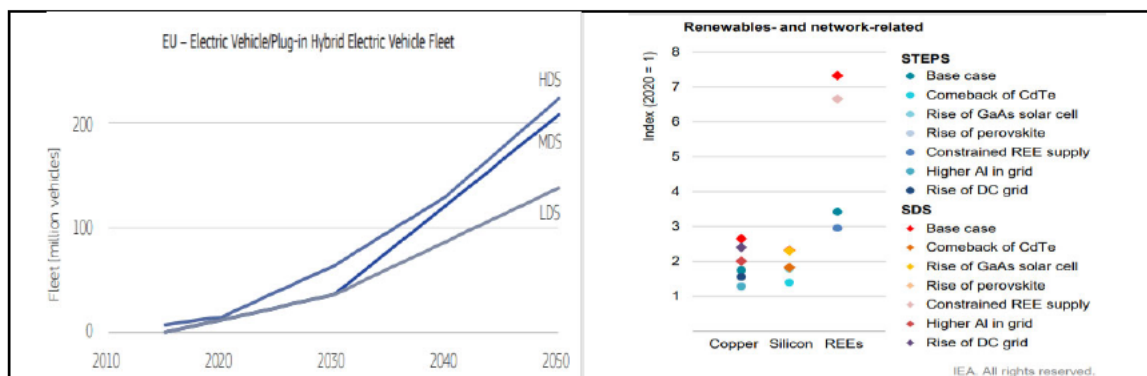 EU – Electric Vehicle/Plug-in Hybrid Electric Vehicle Fleet
Fleet [million vehicles]
200
100
0
2010
2020
2030
2040
2050
HDS
MDS
LDS
Renewables- and network-related
Index (2020 = 1)
8
7
6
5
4
3
2
1
Copper
Silicon
REEs
STEPS
Base case
Comeback of CdTe
Rise of GaAs solar cell
Rise of perovskite
Constrained REE supply
Higher Al in grid
Rise of DC grid
SDS
Base case
Comeback of CdTe
Rise of GaAs solar cell
Rise of perovskite
Constrained REE supply
Higher Al in grid
Rise of DC grid
IEA. All rights reserved.